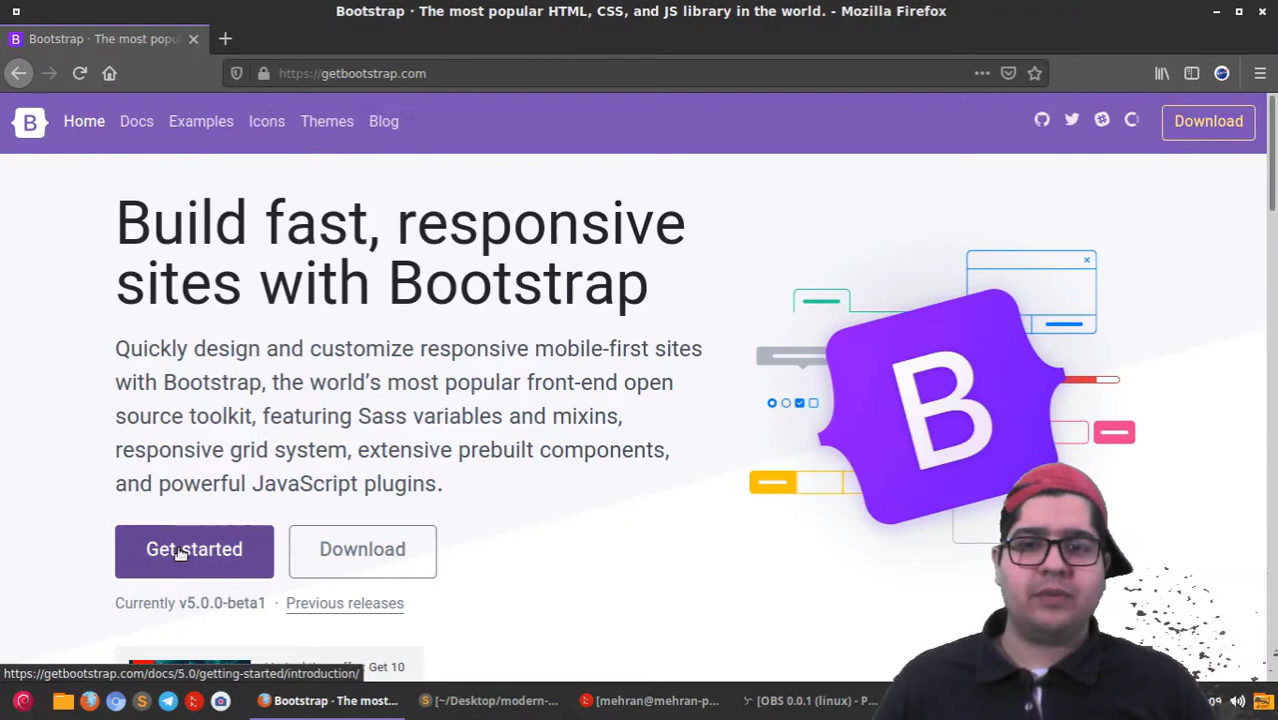 Bootstrap · The most popular HTML, CSS, and JS library in the world. - Mozilla Firefox
Bootstrap · The most popu
https://getbootstrap.com
B
Home Docs Examples Icons Themes Blog Download
Build fast, responsive
sites with Bootstrap
Quickly design and customize responsive mobile-first sites
with Bootstrap, the world's most popular front-end open
source toolkit, featuring Sass variables and mixins,
responsive grid system, extensive prebuilt components,
and powerful JavaScript plugins.
B
Get started Download
Currently v5.0.0-beta1 · Previous releases
Get 10
https://getbootstrap.com/docs/5.0/getting-started/introduction/
Bootstrap · The most... [~/Desktop/modern-... [mehran@mehran-p... [OBS 0.0.1 (linux) - P...